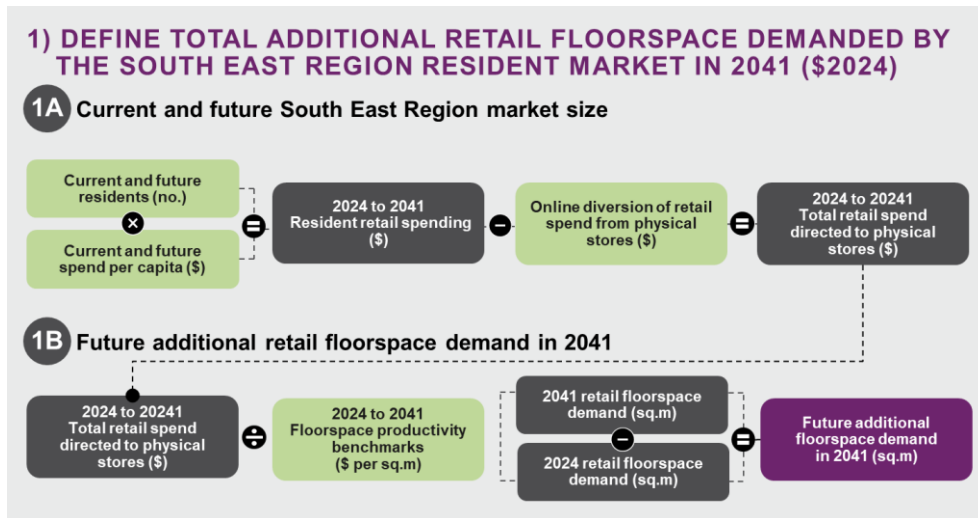 1) DEFINE TOTAL ADDITIONAL RETAIL FLOORSPACE DEMANDED BY
THE SOUTH EAST REGION RESIDENT MARKET IN 2041 ($2024)
1A Current and future South East Region market size
Current and future
residents (no.)
×
Current and future
spend per capita ($)
=
2024 to 2041
Resident retail spending
($)
−
Online diversion of retail
spend from physical
stores ($)
=
2024 to 20241
Total retail spend
directed to physical
stores ($)
1B Future additional retail floorspace demand in 2041
2024 to 20241
Total retail spend
directed to physical
stores ($)
÷
2024 to 2041
Floorspace productivity
benchmarks
($ per sq.m)
2041 retail floorspace
demand (sq.m)
−
2024 retail floorspace
demand (sq.m)
=
Future additional
floorspace demand
in 2041 (sq.m)